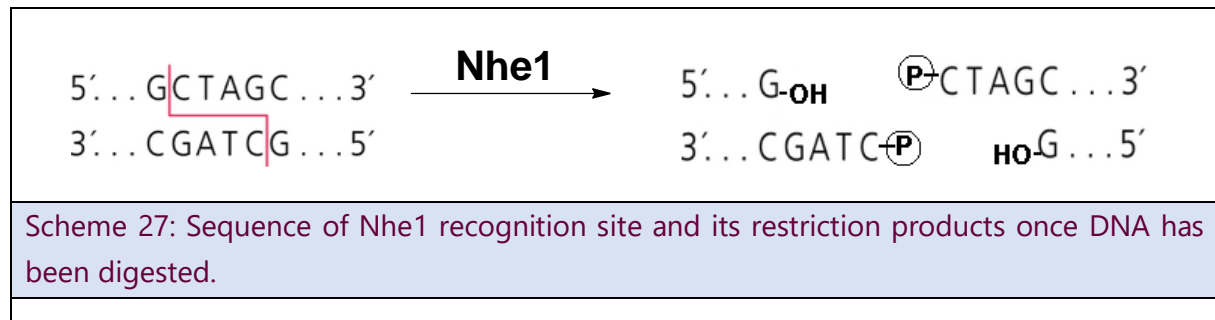 Nhe1
5´...GCTAGC...3´
3´...CGATCG...5´
5´...G-OH P-CTAGC...3´
3´...CGATC-P HO-G...5´
Scheme 27: Sequence of Nhe1 recognition site and its restriction products once DNA has
been digested.